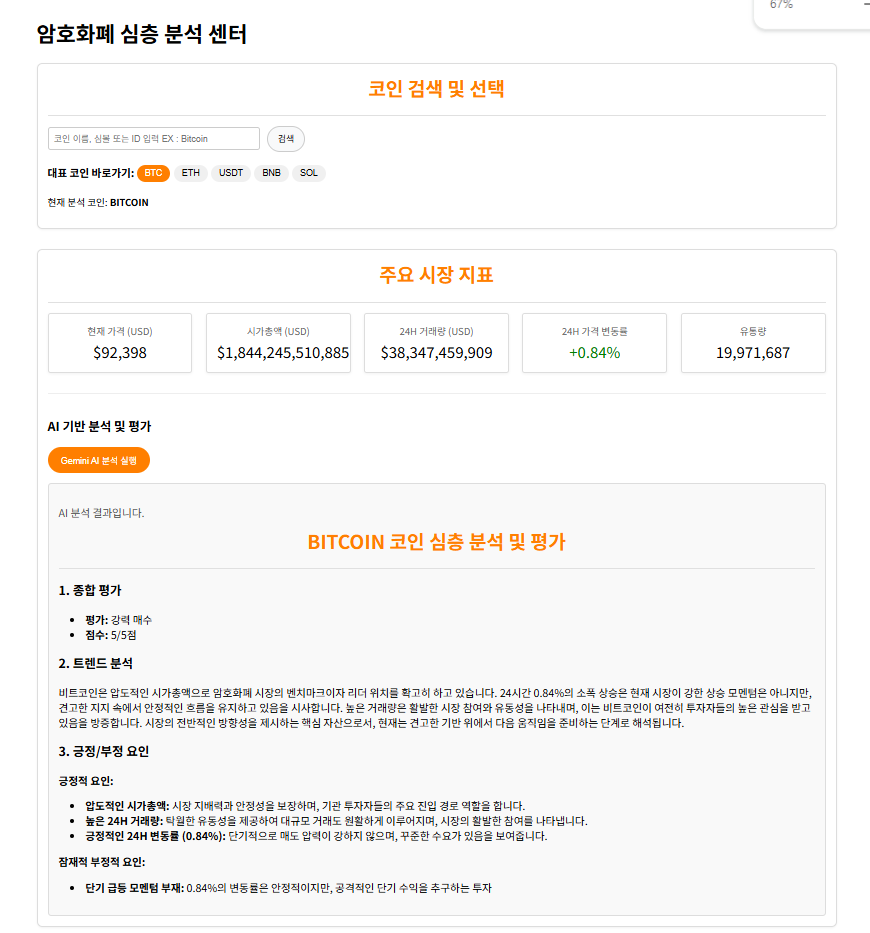 67%
암호화폐 심층 분석 센터
코인 검색 및 선택
코인 이름, 심볼 또는 ID 입력 EX : Bitcoin
검색
대표 코인 바로가기: BTC ETH USDT BNB SOL
현재 분석 코인: BITCOIN
주요 시장 지표
현재 가격 (USD)
$92,398
시가총액 (USD)
$1,844,245,510,885
24H 거래량 (USD)
$38,347,459,909
24H 가격 변동률
+0.84%
유통량
19,971,687
AI 기반 분석 및 평가
Gemini AI 분석 실행
AI 분석 결과입니다.
BITCOIN 코인 심층 분석 및 평가
1. 종합 평가
• 평가: 강력 매수
• 점수: 5/5점
2. 트렌드 분석
비트코인은 압도적인 시가총액으로 암호화폐 시장의 벤치마크이자 리더 위치를 확고히 하고 있습니다. 24시간 0.84%의 소폭 상승은 현재 시장이 강한 상승 모멘텀은 아니지만,
견고한 지지 속에서 안정적인 흐름을 유지하고 있음을 시사합니다. 높은 거래량은 활발한 시장 참여와 유동성을 나타내며, 이는 비트코인이 여전히 투자자들의 높은 관심을 받고
있음을 방증합니다. 시장의 전반적인 방향성을 제시하는 핵심 자산으로서, 현재는 견고한 기반 위에서 다음 움직임을 준비하는 단계로 해석됩니다.
3. 긍정/부정 요인
긍정적 요인:
• 압도적인 시가총액: 시장 지배력과 안정성을 보장하며, 기관 투자자들의 주요 진입 경로 역할을 합니다.
• 높은 24H 거래량: 탁월한 유동성을 제공하여 대규모 거래도 원활하게 이루어지며, 시장의 활발한 참여를 나타냅니다.
• 긍정적인 24H 변동률 (0.84%): 단기적으로 매도 압력이 강하지 않으며, 꾸준한 수요가 있음을 보여줍니다.
잠재적 부정적 요인:
• 단기 급등 모멘텀 부재: 0.84%의 변동률은 안정적이지만, 공격적인 단기 수익을 추구하는 투자